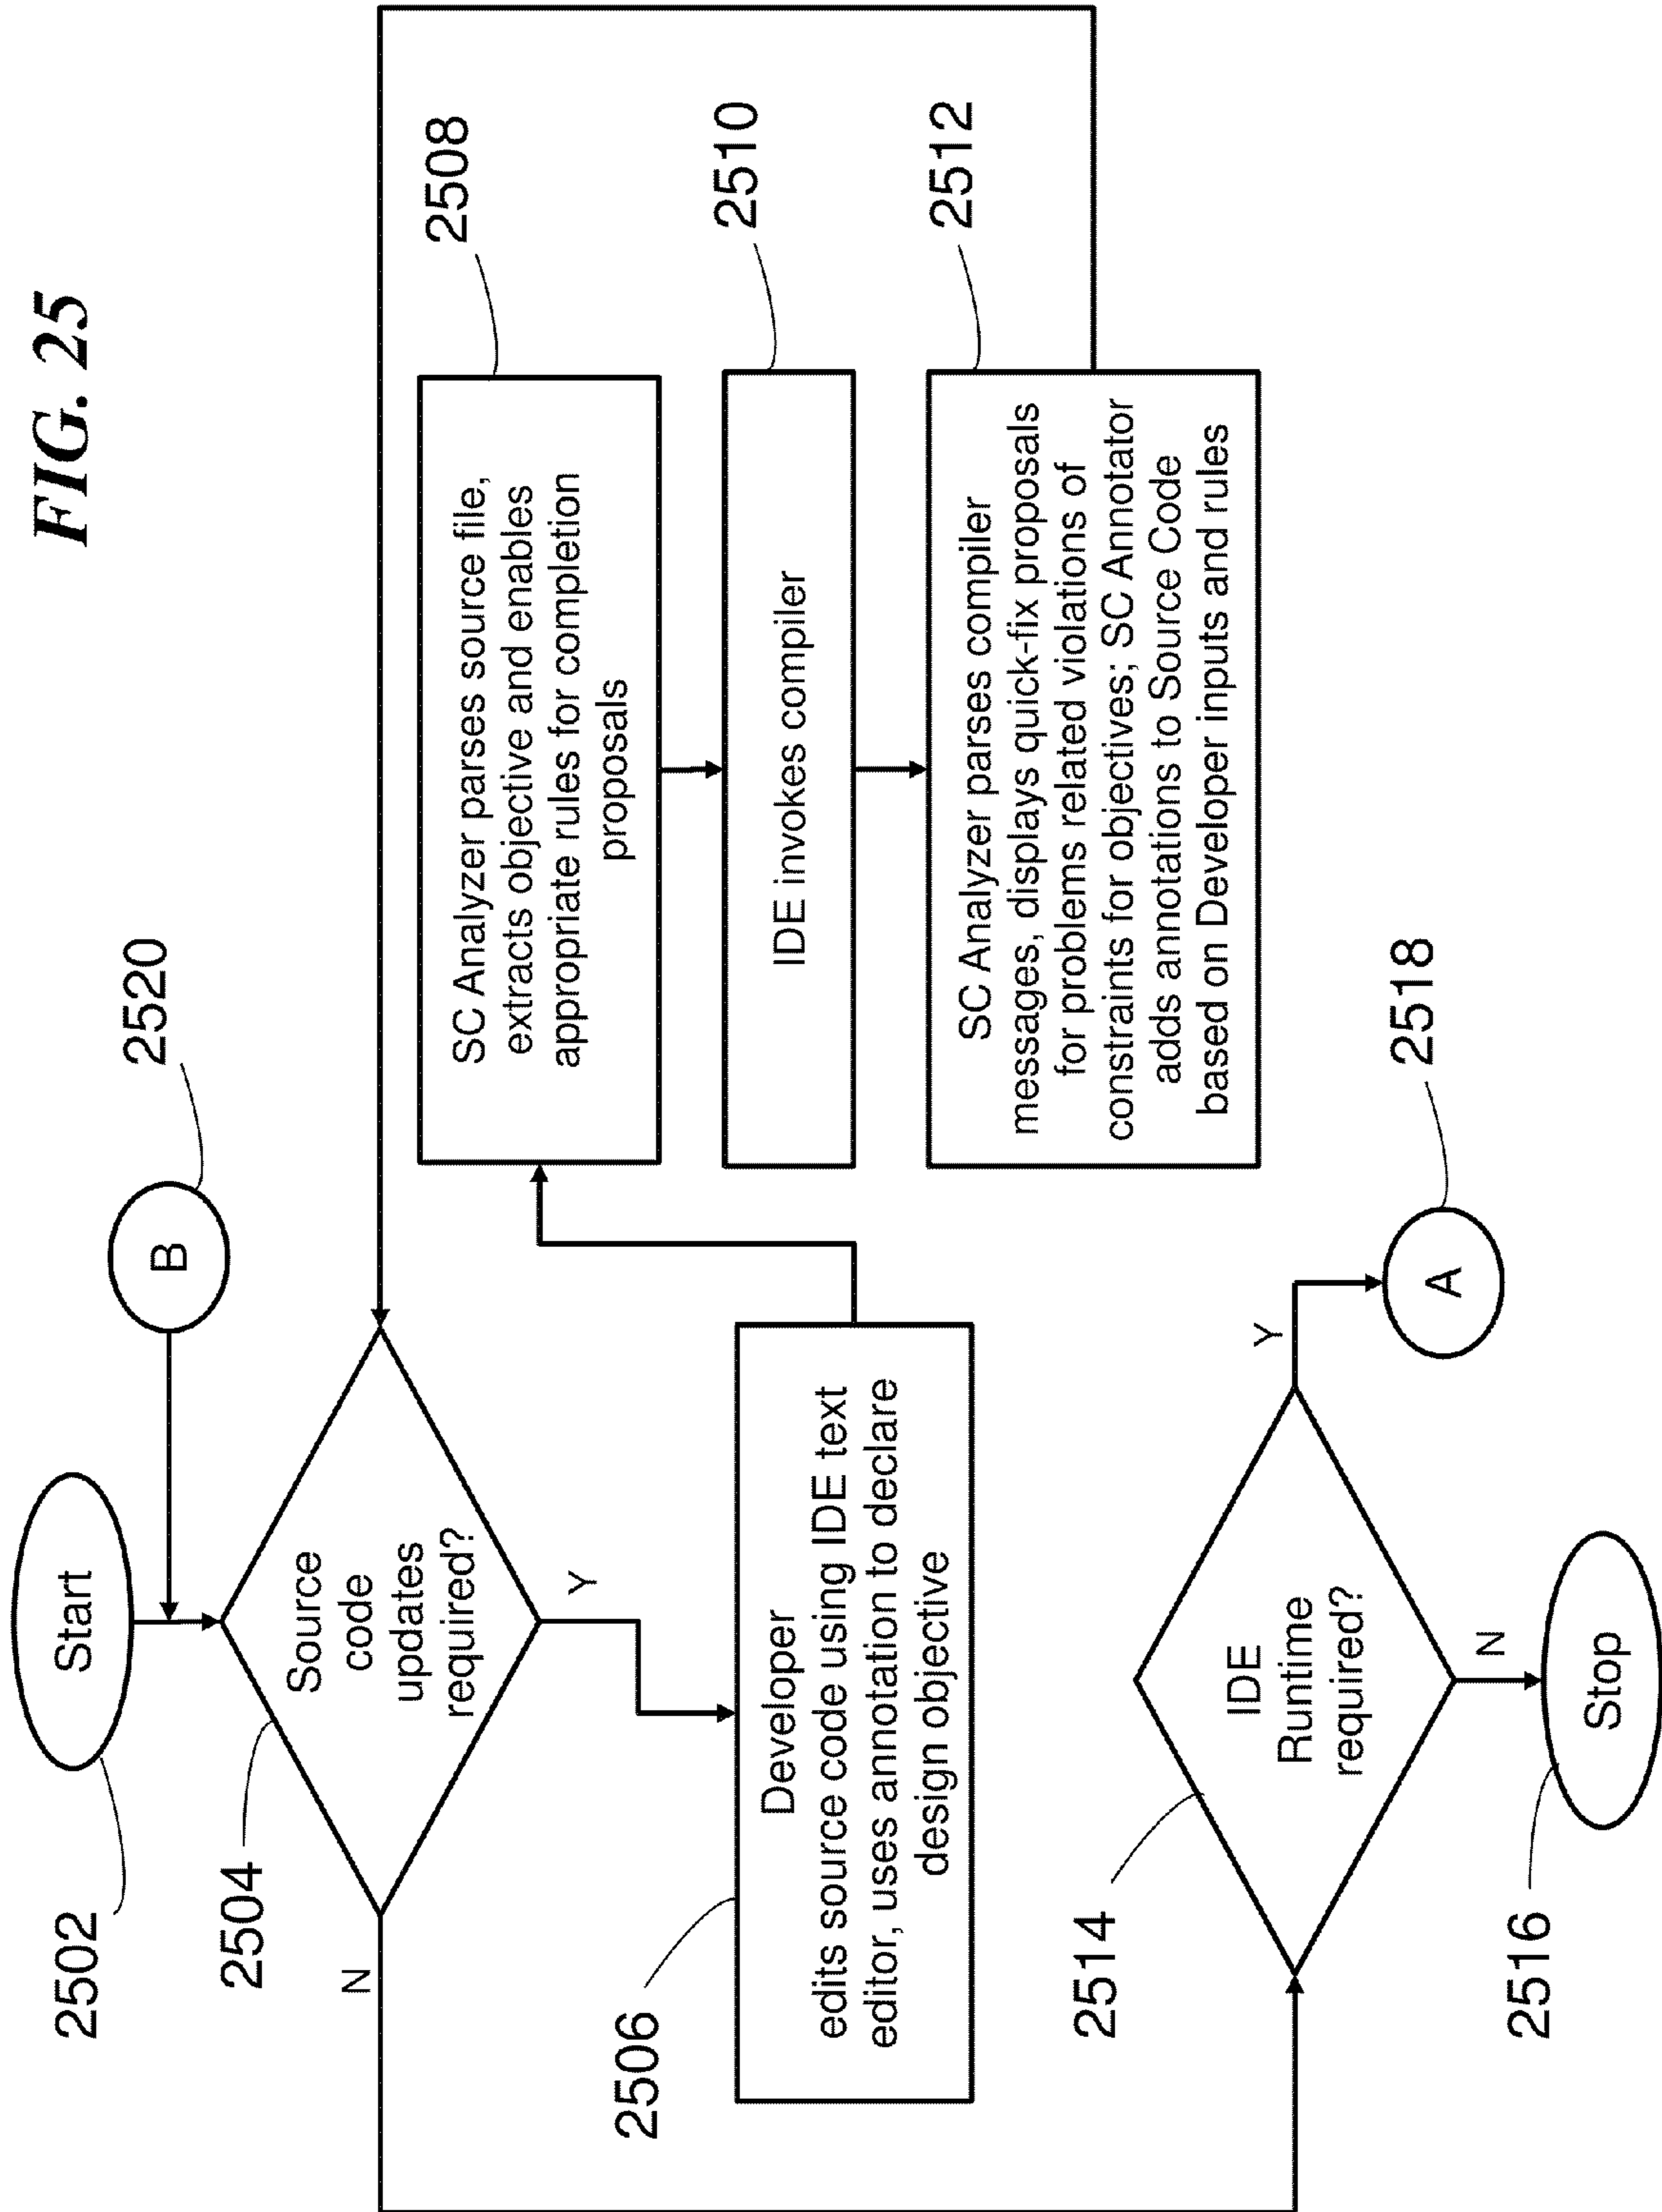 FIG. 25
2502
Start
B
2520
2504
Source
code
updates
required?
N
Y
2506
Developer
edits source code using IDE text
editor, uses annotation to declare
design objective
2508
SC Analyzer parses source file,
extracts objective and enables
appropriate rules for completion
proposals
2510
IDE invokes compiler
2512
SC Analyzer parses compiler
messages, displays quick-fix proposals
for problems related violations of
constraints for objectives; SC Annotator
adds annotations to Source Code
based on Developer inputs and rules
2514
IDE
Runtime
required?
Y
A
2518
N
2516
Stop